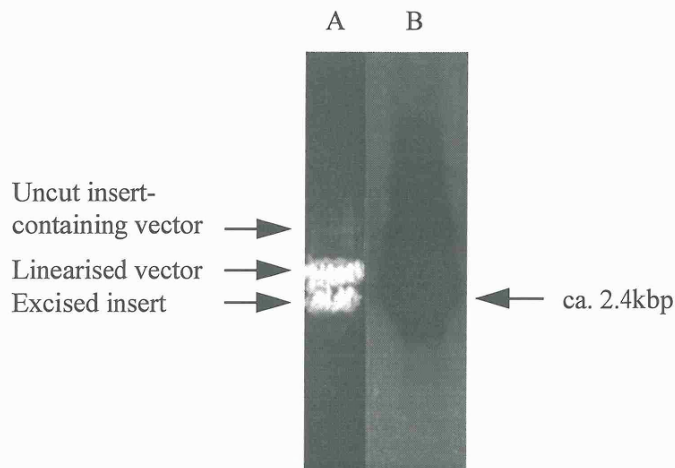 A B
Uncut insert-
containing vector
Linearised vector
Excised insert
ca. 2.4kbp